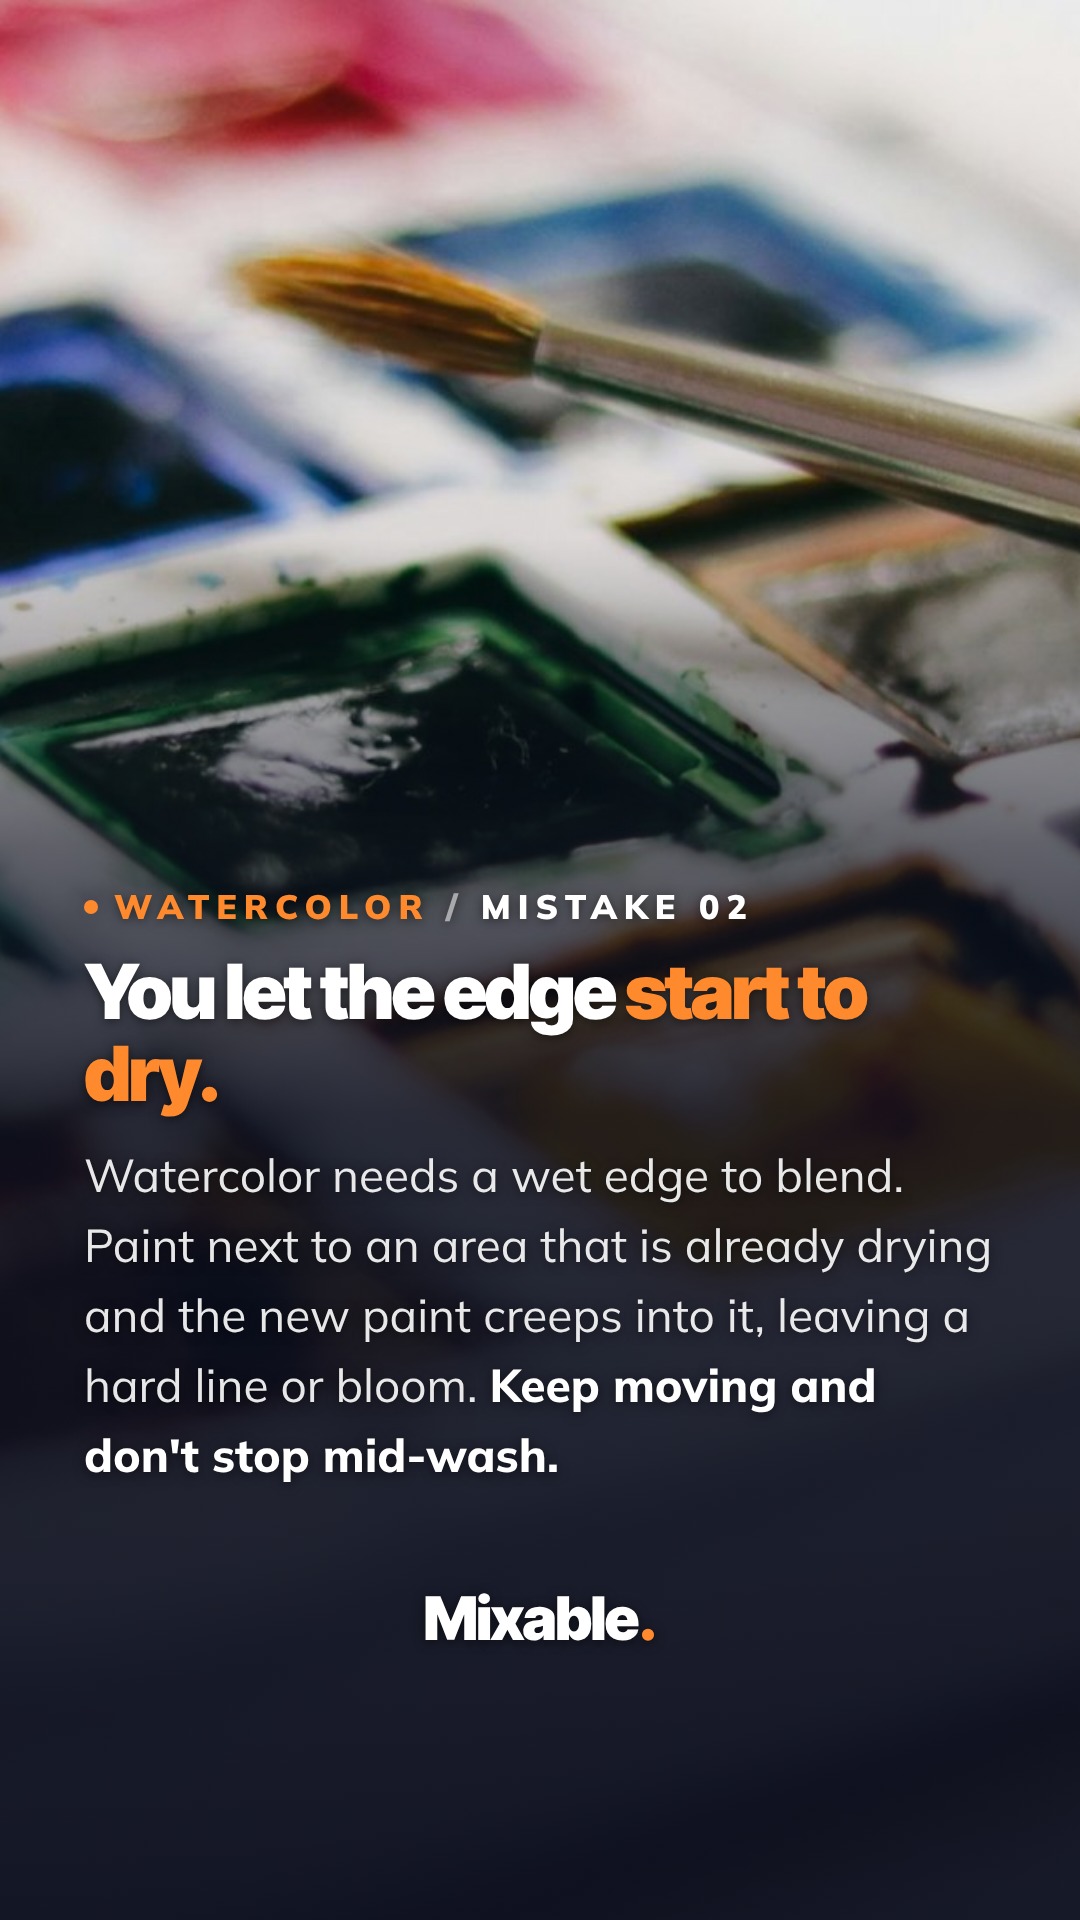 • WATERCOLOR / MISTAKE 02
You let the edge start to
dry.
Watercolor needs a wet edge to blend.
Paint next to an area that is already drying
and the new paint creeps into it, leaving a
hard line or bloom. Keep moving and
don't stop mid-wash.
Mixable.